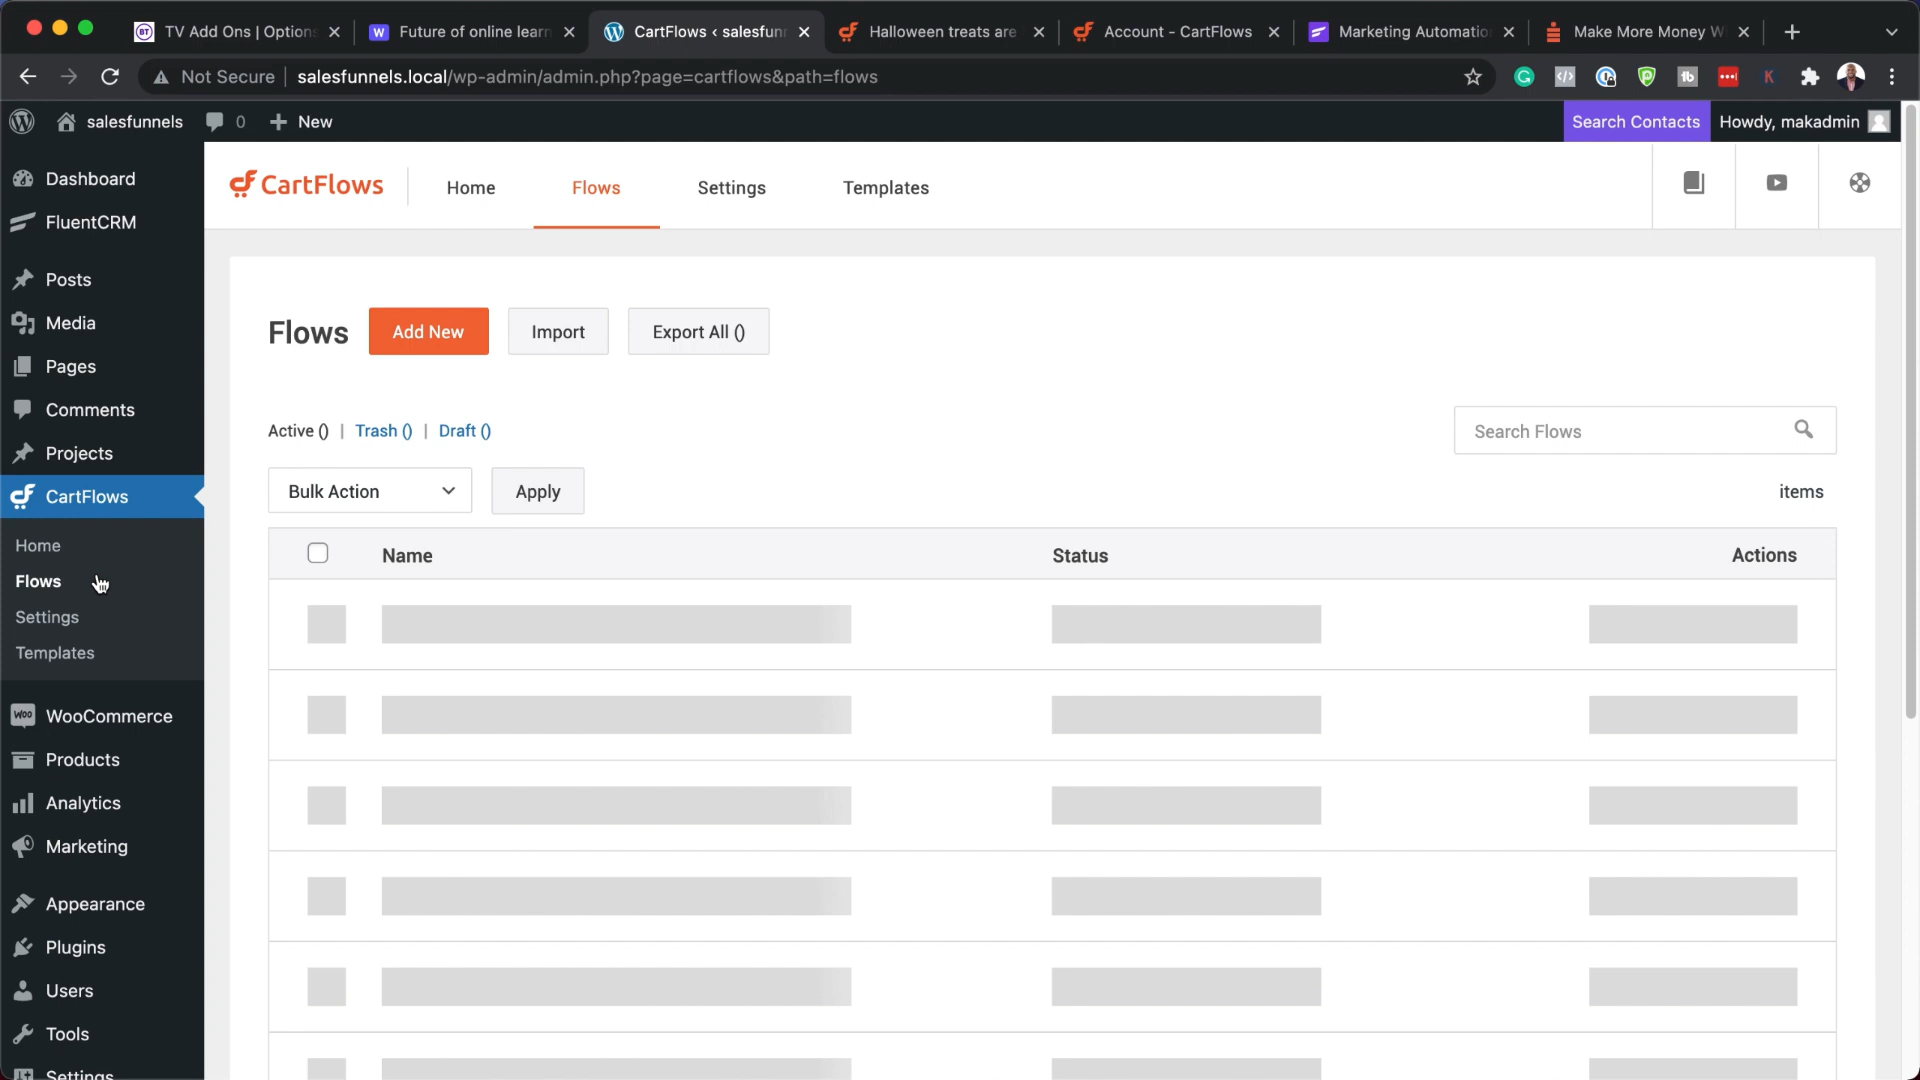 TV Add Ons | Option
Future of online learn
CartFlows ‹ salesfunn
Halloween treats are
Account - CartFlows
Marketing Automatio
Make More Money W
Not Secure
salesfunnels.local/wp-admin/admin.php?page=cartflows&path=flows
salesfunnels
0
New
Search Contacts
Howdy, makadmin
Dashboard
FluentCRM
Posts
Media
Pages
Comments
Projects
CartFlows
Home
Flows
Settings
Templates
WooCommerce
Products
Analytics
Marketing
Appearance
Plugins
Users
Tools
Settings
CartFlows
Home
Flows
Settings
Templates
Flows
Add New
Import
Export All ()
Active () | Trash () | Draft ()
Search Flows
Bulk Action
Apply
items
Name
Status
Actions